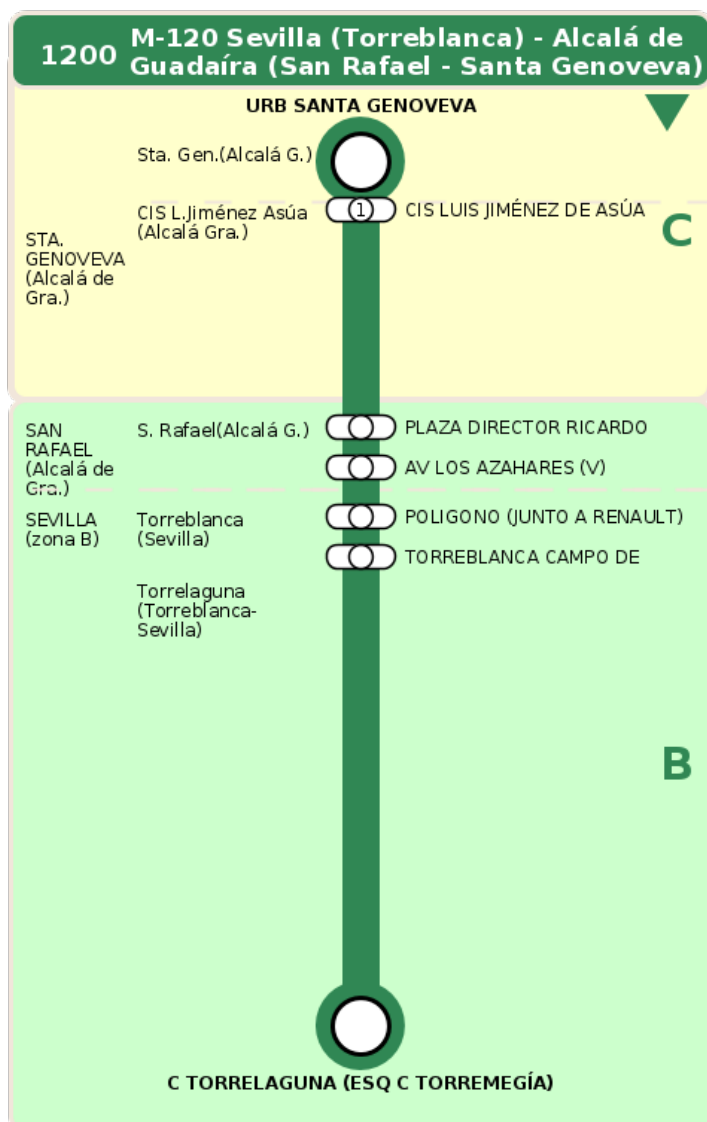 1200
M-120 Sevilla (Torreblanca) - Alcalá de
Guadaíra (San Rafael - Santa Genoveva)
URB SANTA GENOVEVA
Sta. Gen.(Alcalá G.)
CIS L.Jiménez Asúa
(Alcalá Gra.)
1
CIS LUIS JIMÉNEZ DE ASÚA
C
STA.
GENOVEVA
(Alcalá de
Gra.)
SAN
RAFAEL
(Alcalá de
Gra.)
S. Rafael(Alcalá G.)
PLAZA DIRECTOR RICARDO
AV LOS AZAHARES (V)
SEVILLA
(zona B)
Torreblanca
(Sevilla)
POLIGONO (JUNTO A RENAULT)
TORREBLANCA CAMPO DE
Torrelaguna
(Torreblanca-
Sevilla)
B
C TORRELAGUNA (ESQ C TORREMEGÍA)